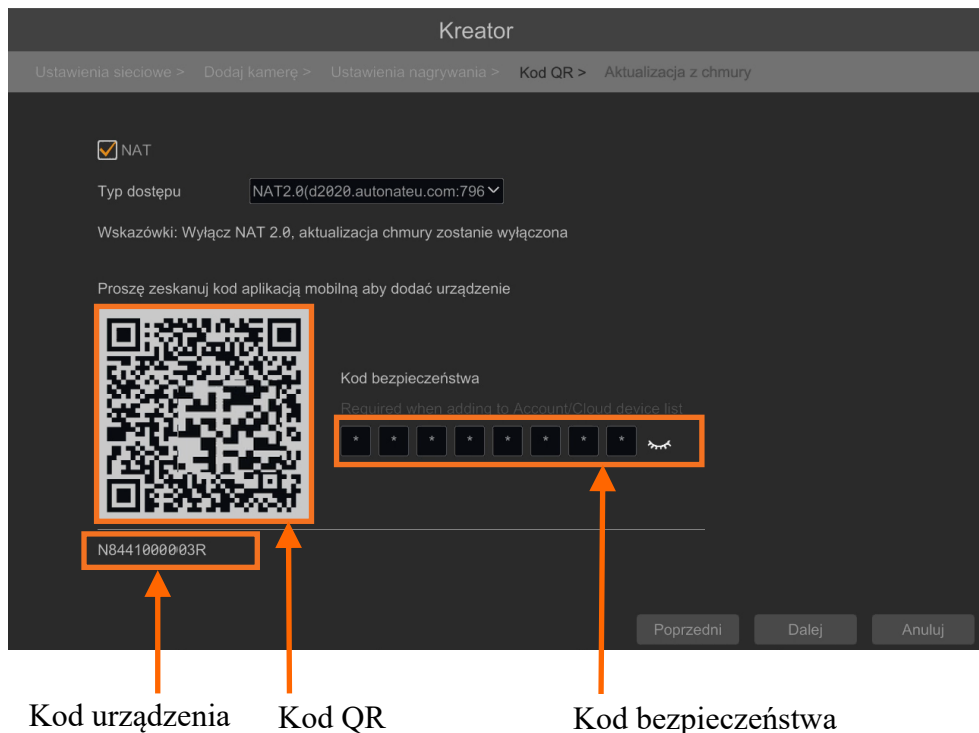 Kreator
Ustawienia sieciowe > Dodaj kamerę > Ustawienia nagrywania > Kod QR > Aktualizacja z chmury
NAT
Typ dostępu NAT2.0(d2020.autonateu.com:796
Wskazówki: Wyłącz NAT 2.0, aktualizacja chmury zostanie wyłączona
Proszę zeskanuj kod aplikacją mobilną aby dodać urządzenie
Kod bezpieczeństwa
Required when adding to Account/Cloud device list
* * * * * * * *
N8441000003R
Poprzedni Dalej Anuluj
Kod urządzenia Kod QR Kod bezpieczeństwa